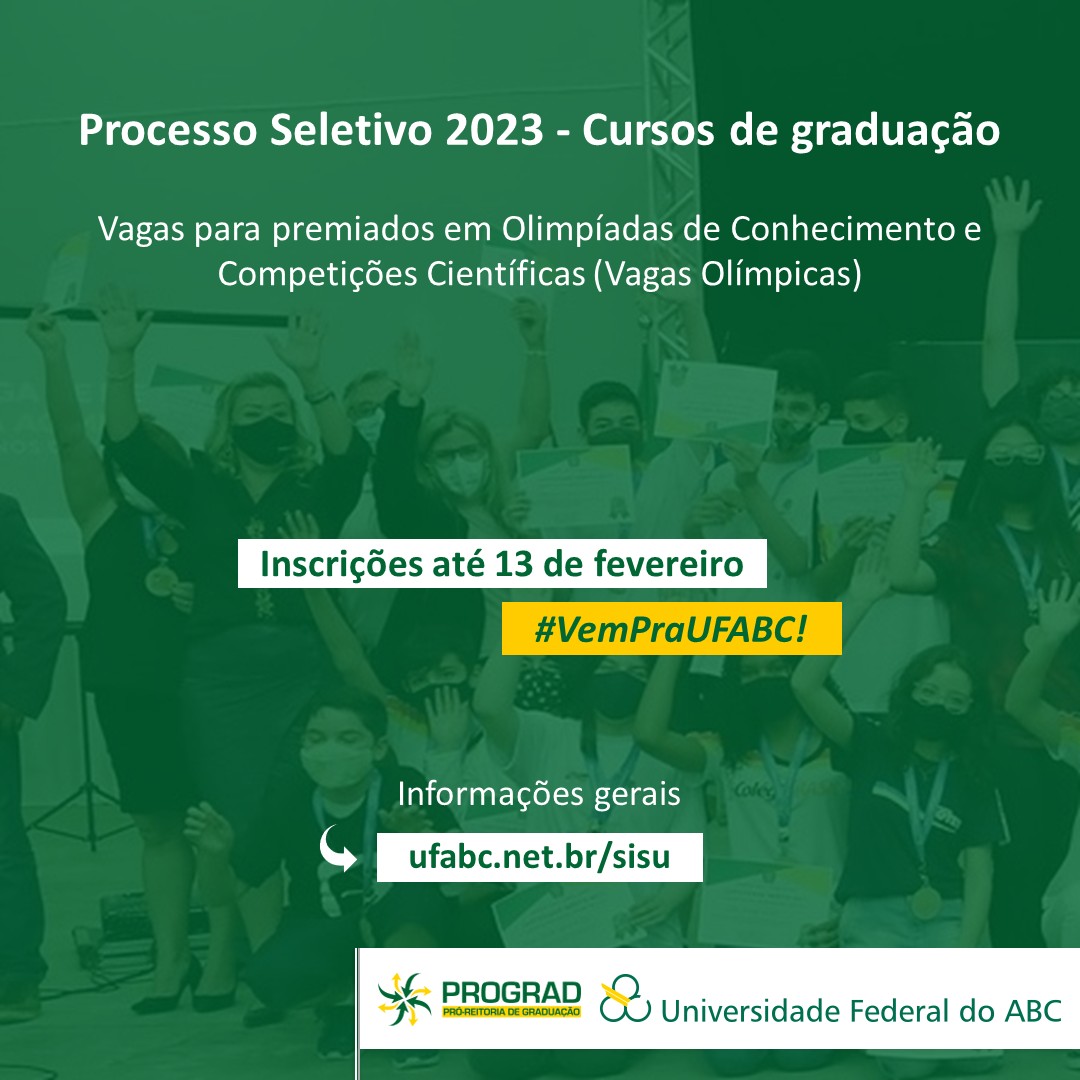 Processo Seletivo 2023 - Cursos de graduação
Vagas para premiados em Olimpíadas de Conhecimento e
Competições Científicas (Vagas Olímpicas)
Inscrições até 13 de fevereiro
#VemPraUFABC!
Informações gerais
ufabc.net.br/sisu
PROGRAD
PRÓ-REITORIA DE GRADUAÇÃO
Universidade Federal do ABC